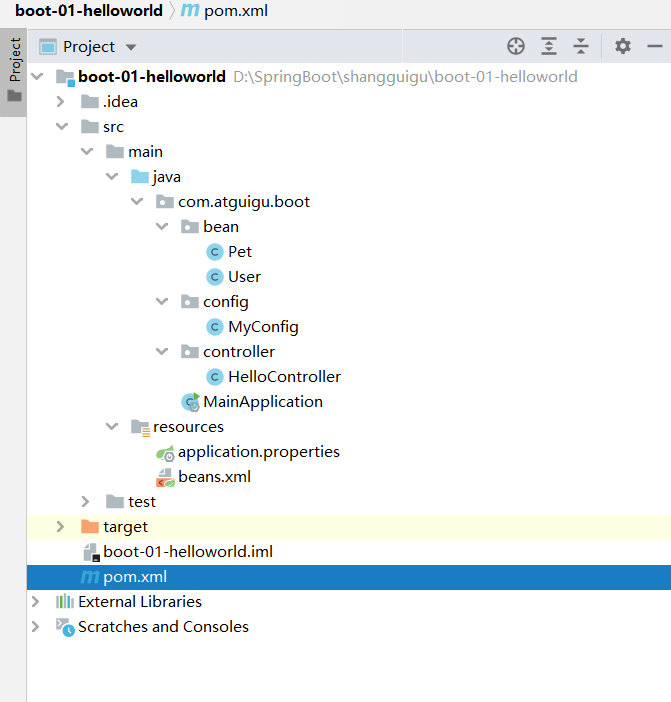 boot-01-helloworld pom.xml
Project
Project
boot-01-helloworld D:\SpringBoot\shangguigu\boot-01-helloworld
.idea
src
main
java
com.atguigu.boot
bean
Pet
User
config
MyConfig
controller
HelloController
MainApplication
resources
application.properties
beans.xml
test
target
boot-01-helloworld.iml
pom.xml
External Libraries
Scratches and Consoles